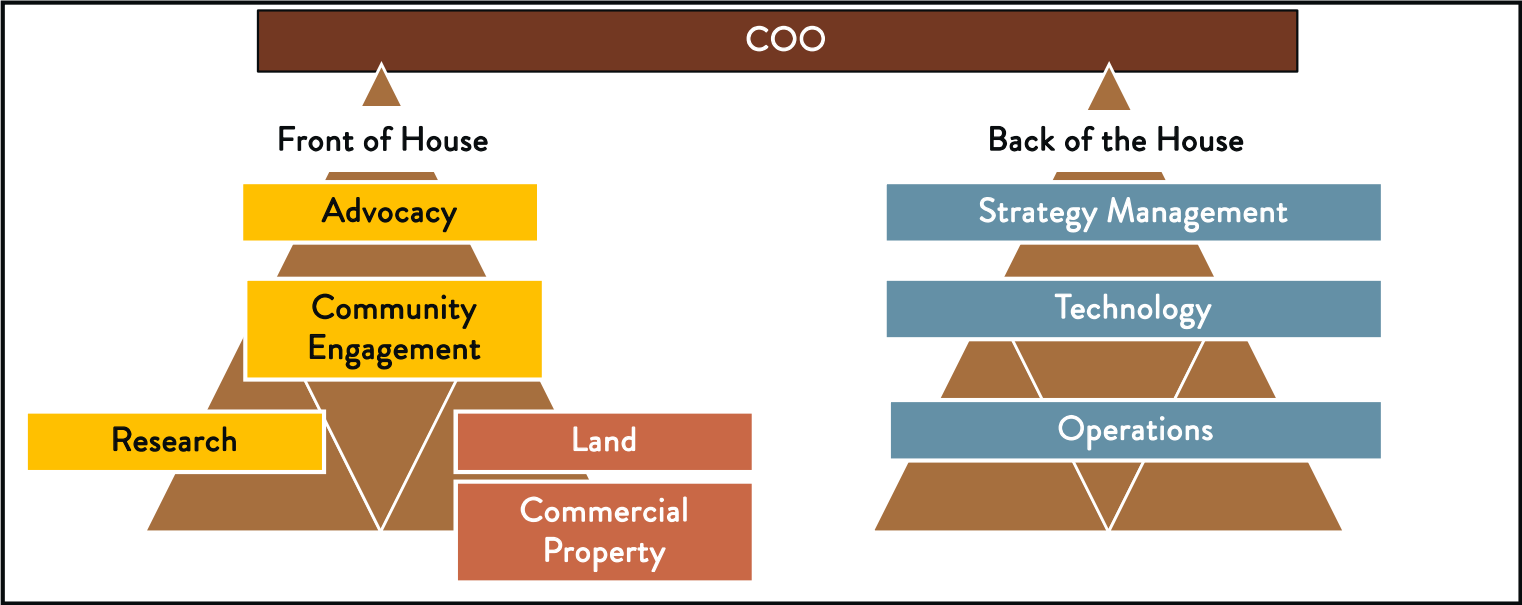 COO
Front of House
Advocacy
Community
Engagement
Research
Land
Commercial
Property
Back of the House
Strategy Management
Technology
Operations